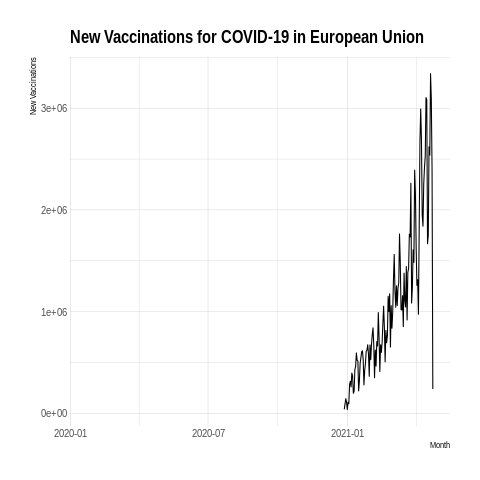 New Vaccinations for COVID-19 in European Union
New Vaccinations
3e+06
2e+06
1e+06
0e+00
2020-01 2020-07 2021-01
Month